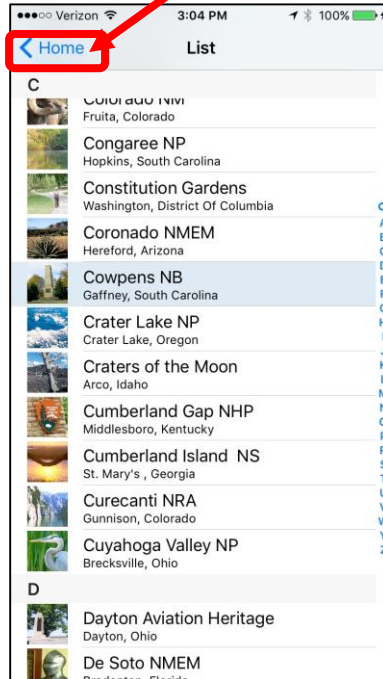 Verizon 3:04 PM 100%
Home List
C
Colorado NM
Fruita, Colorado
Congaree NP
Hopkins, South Carolina
Constitution Gardens
Washington, District Of Columbia
Coronado NMEM
Hereford, Arizona
Cowpens NB
Gaffney, South Carolina
Crater Lake NP
Crater Lake, Oregon
Craters of the Moon
Arco, Idaho
Cumberland Gap NHP
Middlesboro, Kentucky
Cumberland Island  NS
St. Mary's , Georgia
Curecanti NRA
Gunnison, Colorado
Cuyahoga Valley NP
Brecksville, Ohio
D
Dayton Aviation Heritage
Dayton, Ohio
De Soto NMEM
Bradenton, Florida